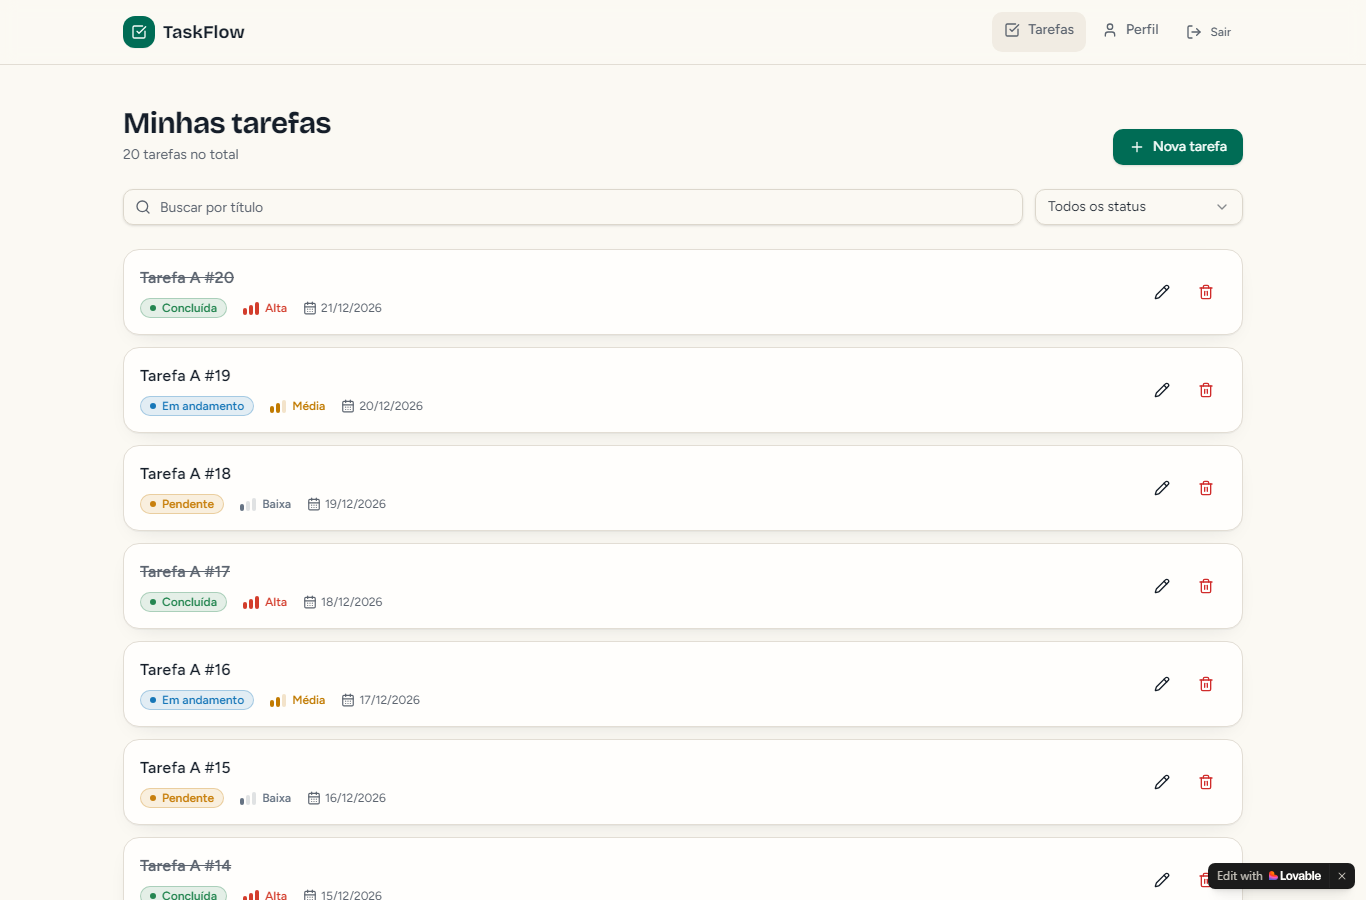 TaskFlow
Tarefas Perfil Sair
Minhas tarefas
20 tarefas no total
Nova tarefa
Buscar por título
Todos os status
Tarefa A #20
Concluída Alta 21/12/2026
Tarefa A #19
Em andamento Média 20/12/2026
Tarefa A #18
Pendente Baixa 19/12/2026
Tarefa A #17
Concluída Alta 18/12/2026
Tarefa A #16
Em andamento Média 17/12/2026
Tarefa A #15
Pendente Baixa 16/12/2026
Tarefa A #14
Concluída Alta 15/12/2026
Edit with Lovable